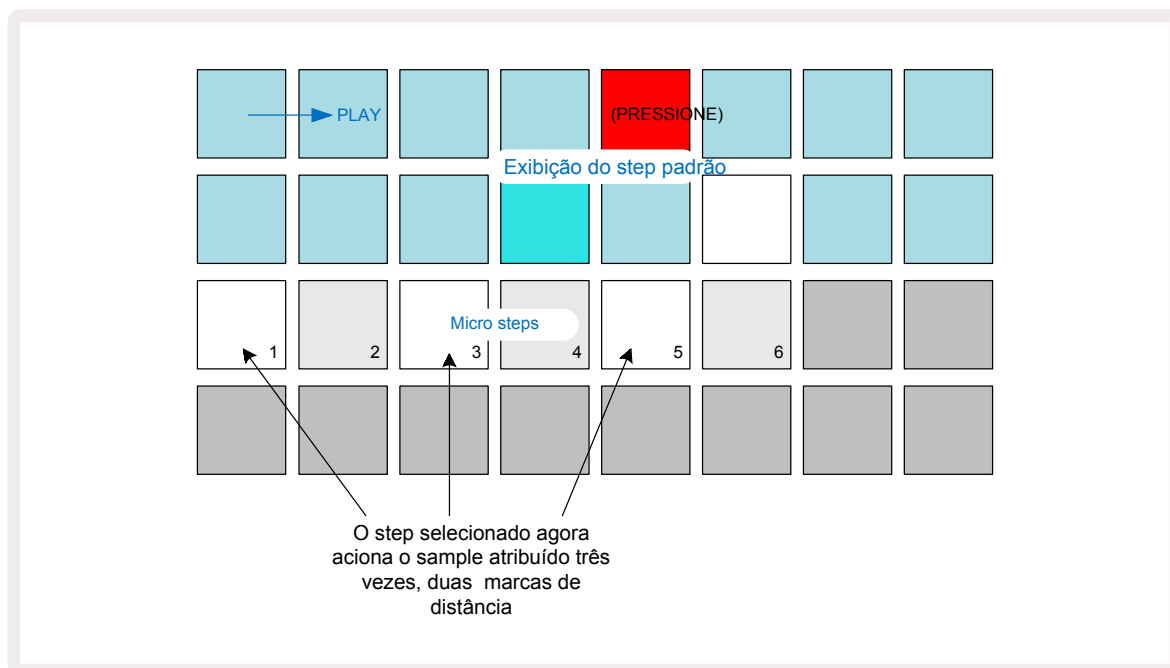 PLAY
(PRESSIONE)
Exibição do step padrão
Micro steps
1
2
3
4
5
6
O step selecionado agora
aciona o sample atribuído três
vezes, duas  marcas de
distância